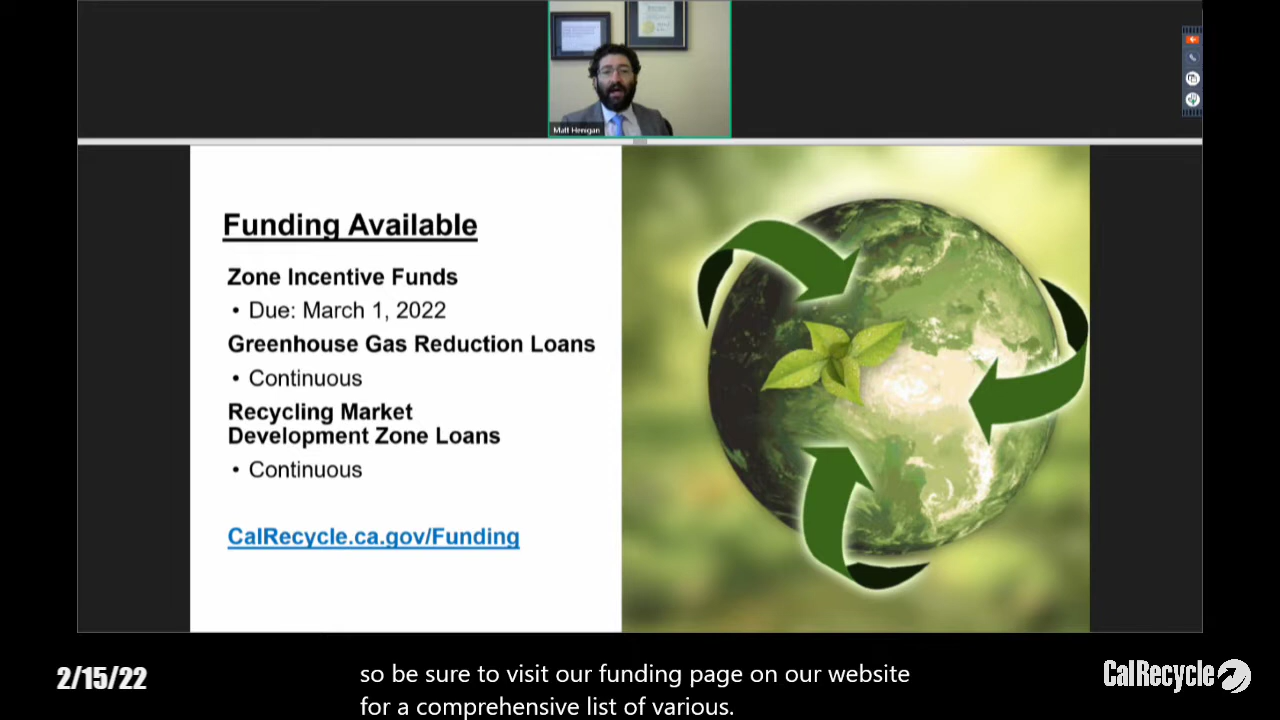 Matt Henigan
Funding Available
Zone Incentive Funds
• Due: March 1, 2022
Greenhouse Gas Reduction Loans
• Continuous
Recycling Market
Development Zone Loans
• Continuous
CalRecycle.ca.gov/Funding
2/15/22
so be sure to visit our funding page on our website
for a comprehensive list of various.
CalRecycle